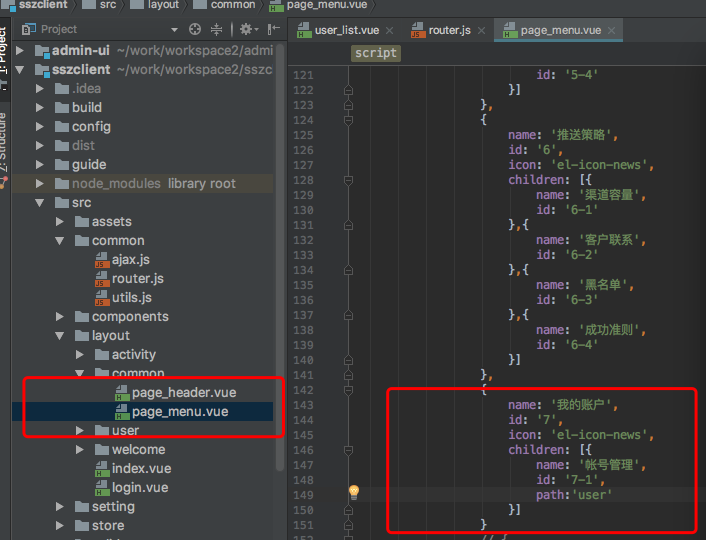 sszclient src layout common page_menu.vue
1: Project
Z: Structure
Project
admin-ui ~/work/workspace2/admi
sszclient ~/work/workspace2/sszc
.idea
build
config
dist
guide
node_modules library root
src
assets
common
ajax.js
router.js
utils.js
components
layout
activity
common
page_header.vue
page_menu.vue
user
welcome
index.vue
login.vue
setting
store
user_list.vue router.js page_menu.vue
script
121 id: '5-4'
122 }]
123 },
124 {
125 name: '推送策略',
126 id: '6',
127 icon: 'el-icon-news',
128 children: [{
129 name: '渠道容量',
130 id: '6-1'
131 },{
132 name: '客户联系',
133 id: '6-2'
134 },{
135 name: '黑名单',
136 id: '6-3'
137 },{
138 name: '成功准则',
139 id: '6-4'
140 }]
141 },
142 {
143 name: '我的账户',
144 id: '7',
145 icon: 'el-icon-news',
146 children: [{
147 name: '帐号管理',
148 id: '7-1',
149 path:'user'
150 }]
151 }
152 // {